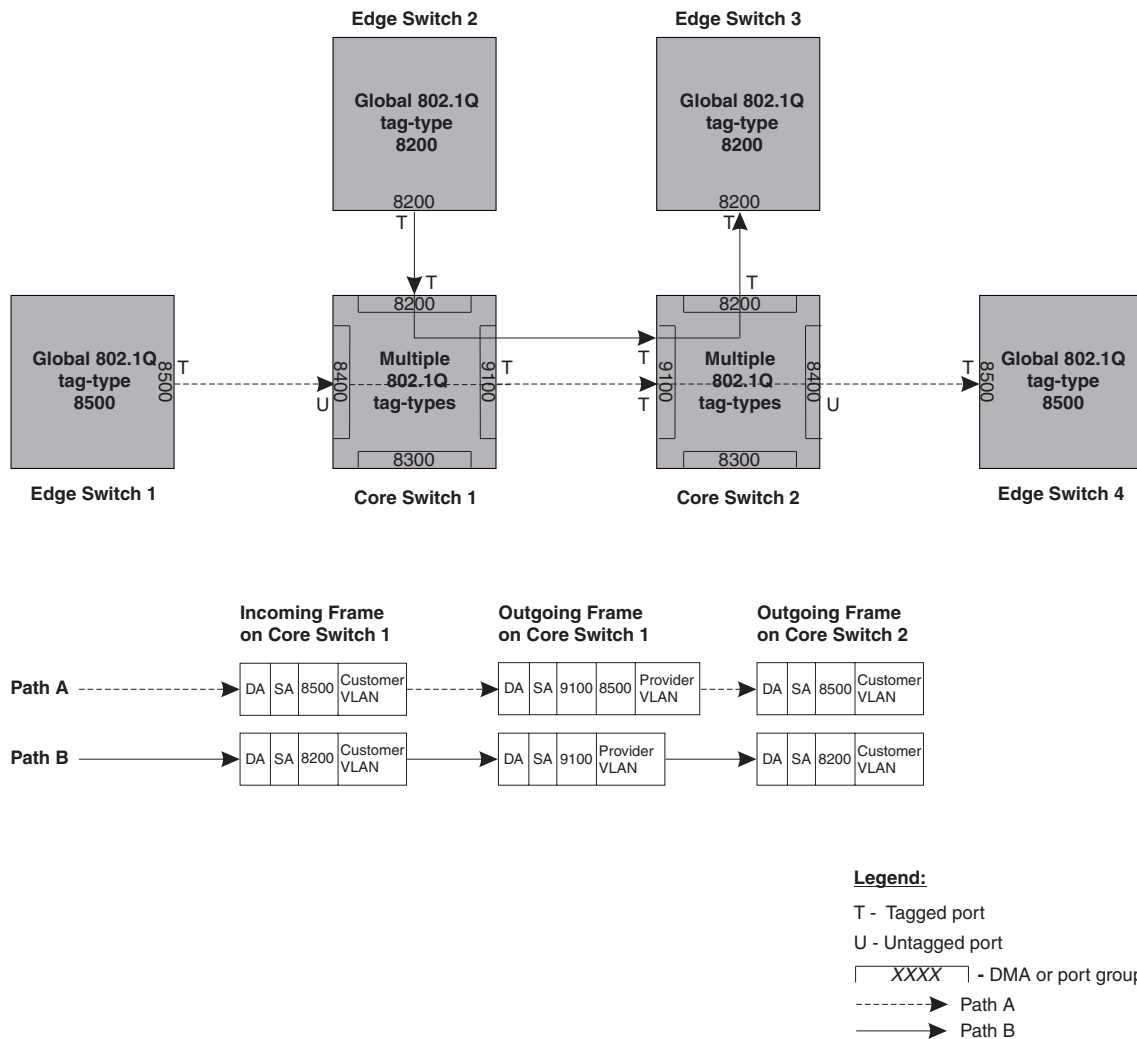 Edge Switch 2
Edge Switch 3
Global 802.1Q
tag-type
8200
8200
T
Global 802.1Q
tag-type
8200
8200
T
T
T
Global 802.1Q
tag-type
8500
8500
T
U
8200
8400
Multiple
802.1Q
tag-types
9100
T
8300
T
T
8200
9100
Multiple
802.1Q
tag-types
8400
U
8300
T
8500
Global 802.1Q
tag-type
8500
Edge Switch 1
Core Switch 1
Core Switch 2
Edge Switch 4
Incoming Frame
on Core Switch 1
Outgoing Frame
on Core Switch 1
Outgoing Frame
on Core Switch 2
Path A
DA SA 8500 Customer
VLAN
DA SA 9100 8500 Provider
VLAN
DA SA 8500 Customer
VLAN
Path B
DA SA 8200 Customer
VLAN
DA SA 9100 Provider
VLAN
DA SA 8200 Customer
VLAN
Legend:
T - Tagged port
U - Untagged port
XXXX - DMA or port group
Path A
Path B